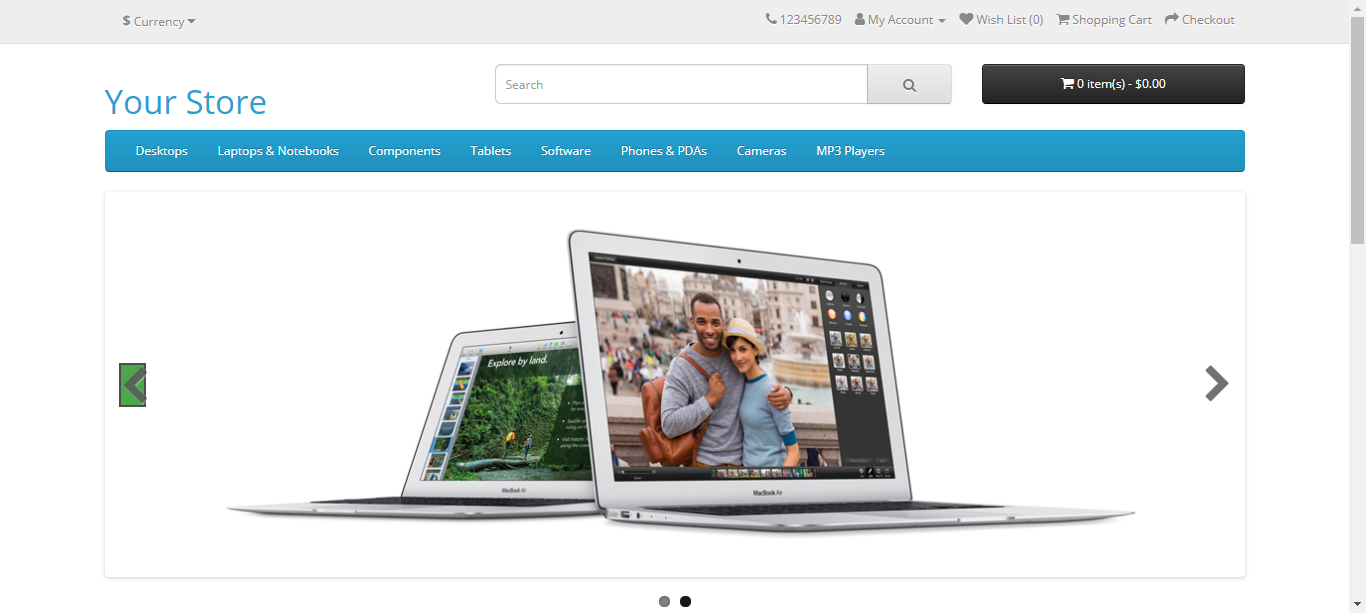 $ Currency
123456789
My Account
Wish List (0)
Shopping Cart
Checkout
Your Store
Search
0 item(s) - $0.00
Desktops
Laptops & Notebooks
Components
Tablets
Software
Phones & PDAs
Cameras
MP3 Players
Explore by land.
MacBook Air
MacBook Air